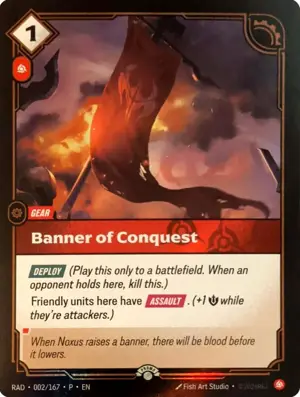 1
GEAR
Banner of Conquest
DEPLOY (Play this only to a battlefield. When an
opponent holds here, kill this.)
Friendly units here have ASSAULT. (+1 while
they're attackers.)
When Noxus raises a banner, there will be blood before
it lowers.
RAD • 002/167 • P • EN
PROMO
Fish Art Studio